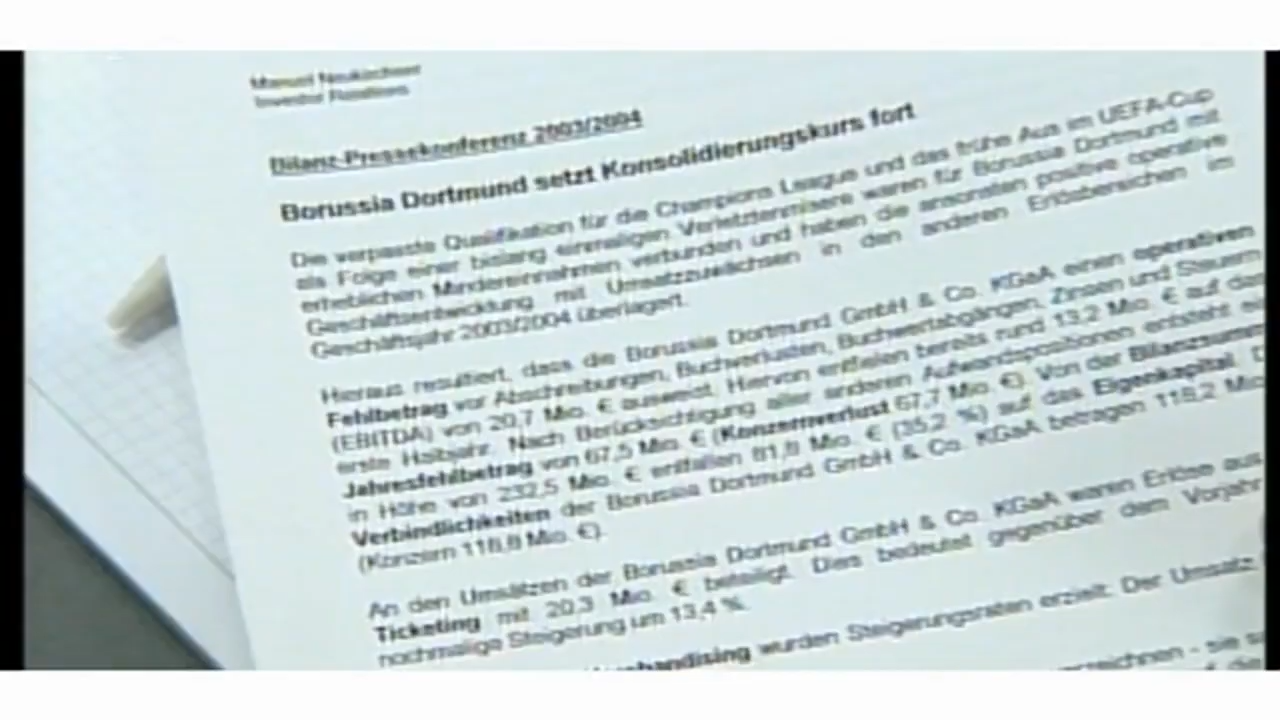 Manuel Neukirchner
Investor Relations
Bilanz-Pressekonferenz 2003/2004
Borussia Dortmund setzt Konsolidierungskurs fort
Die verpasste Qualifikation für die Champions League und das frühe Aus im UEFA-Cup
als Folge einer bislang einmaligen Verletztenmisere waren für Borussia Dortmund mit
erheblichen Mindereinnahmen verbunden und haben die ansonsten positive operative
Geschäftsentwicklung mit Umsatzzuwächsen in den anderen Erlösbereichen im
Geschäftsjahr 2003/2004 überlagert.
Hieraus resultiert, dass die Borussia Dortmund GmbH & Co. KGaA einen operativen
Fehlbetrag vor Abschreibungen, Buchverlusten, Buchwertabgängen, Zinsen und Steuern
(EBITDA) von 20,7 Mio. € ausweist. Hiervon entfielen bereits rund 13,2 Mio. € auf das
erste Halbjahr. Nach Berücksichtigung aller anderen Aufwandspositionen entsteht ein
Jahresfehlbetrag von 67,5 Mio. € (Konzernverlust 67,7 Mio. €). Von der Bilanzsumme
in Höhe von 232,5 Mio. € entfallen 81,8 Mio. € (35,2 %) auf das Eigenkapital.
Verbindlichkeiten der Borussia Dortmund GmbH & Co. KGaA betragen 118,2 Mio
(Konzern 118,8 Mio. €).
An den Umsätzen der Borussia Dortmund GmbH & Co. KGaA waren Erlöse aus
Ticketing mit 20,3 Mio. € beteiligt. Dies bedeutet gegenüber dem Vorjahr
nochmalige Steigerung um 13,4 %.
handising wurden Steigerungsraten erzielt: Der Umsatz
erzeichnen - sie